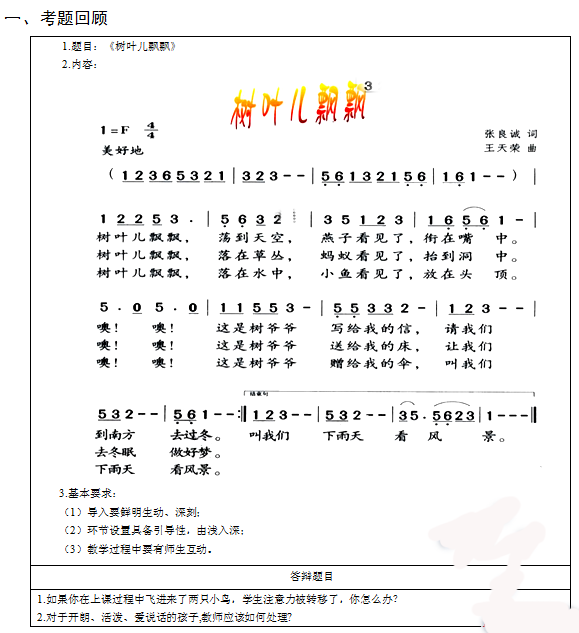 一、考题回顾
1.题目：《树叶儿飘飘》
2.内容：
树叶儿飘飘 3
1=F 4/4
张良诚 词
美好地
王天荣 曲
（ 1 2 3 6 5 3 2 1 | 3 2 3 - - | 5 6 1 3 2 1 5 6 | 1 6 1 - - ） |
1 2 2 5 3 · | 5 6 3 2 | 3 5 1 2 3 | 1 6 5 6 1 - |
树叶儿飘飘， 荡到天空， 燕子看见了，衔在嘴 中。
树叶儿飘飘， 落在草丛， 蚂蚁看见了，抬到洞 中。
树叶儿飘飘， 落在水中， 小鱼看见了，放在头 顶。
5 · 0 5 · 0 | 1 1 5 5 3 - | 5 5 3 3 2 - | 1 2 3 - - |
噢！ 噢！ 这是树爷爷 写给我的信， 请我们
噢！ 噢！ 这是树爷爷 送给我的床， 让我们
噢！ 噢！ 这是树爷爷 赠给我的伞， 叫我们
结束句
5 3 2 - - | 5 6 1 - - :‖ 1 2 3 - - | 5 3 2 - - | 3 5 · 5 6 2 3 | 1 - - - ‖
到南方 去过冬。 叫我们 下雨天 看 风 景。
去冬眠 做好梦。
下雨天 看风景。
3.基本要求：
（1）导入要鲜明生动、深刻；
（2）环节设置具备引导性，由浅入深；
（3）教学过程中要有师生互动。
答辩题目
1.如果你在上课过程中飞进来了两只小鸟，学生注意力被转移了，你怎么办？
2.对于开朗、活泼、爱说话的孩子,教师应该如何处理?